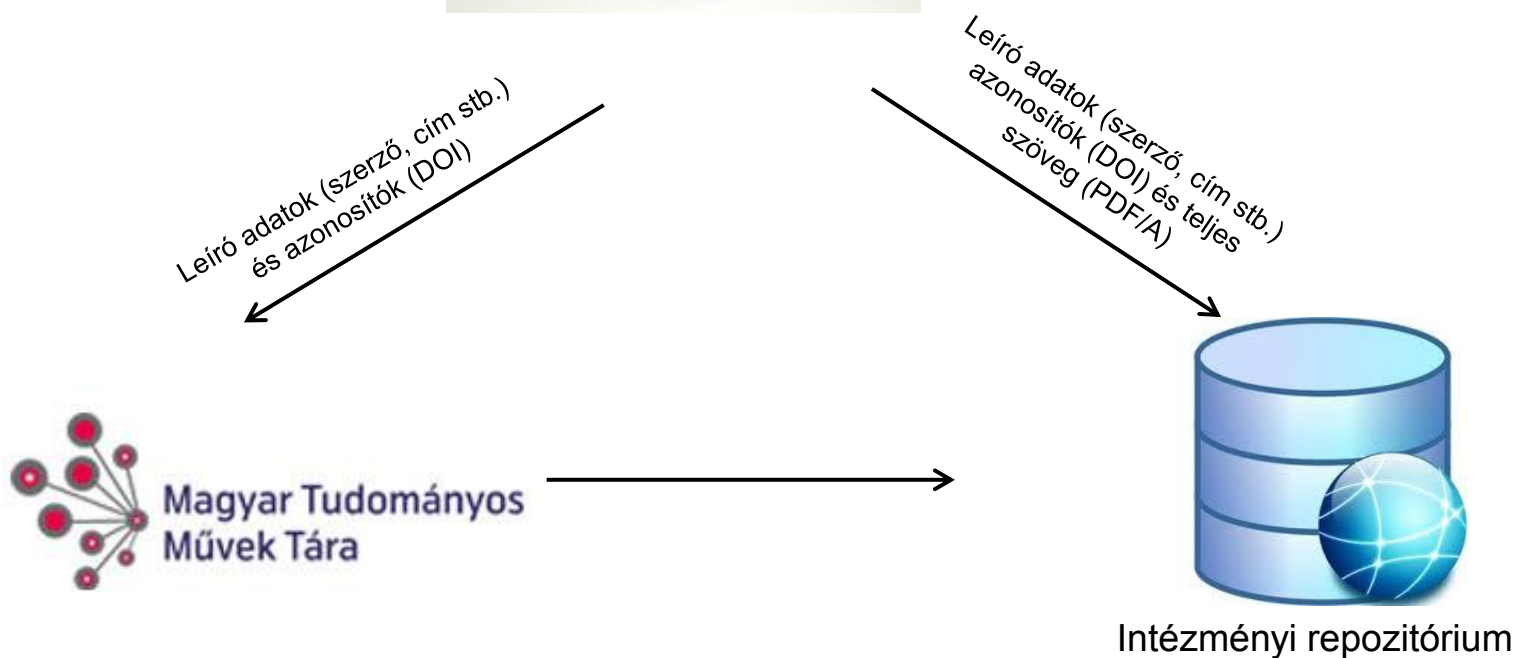 Leíró adatok (szerző, cím stb.)
és azonosítók (DOI)
Leíró adatok (szerző, cím stb.)
azonosítók (DOI) és teljes
szöveg (PDF/A)
Magyar Tudományos
Művek Tára
Intézményi repozitórium